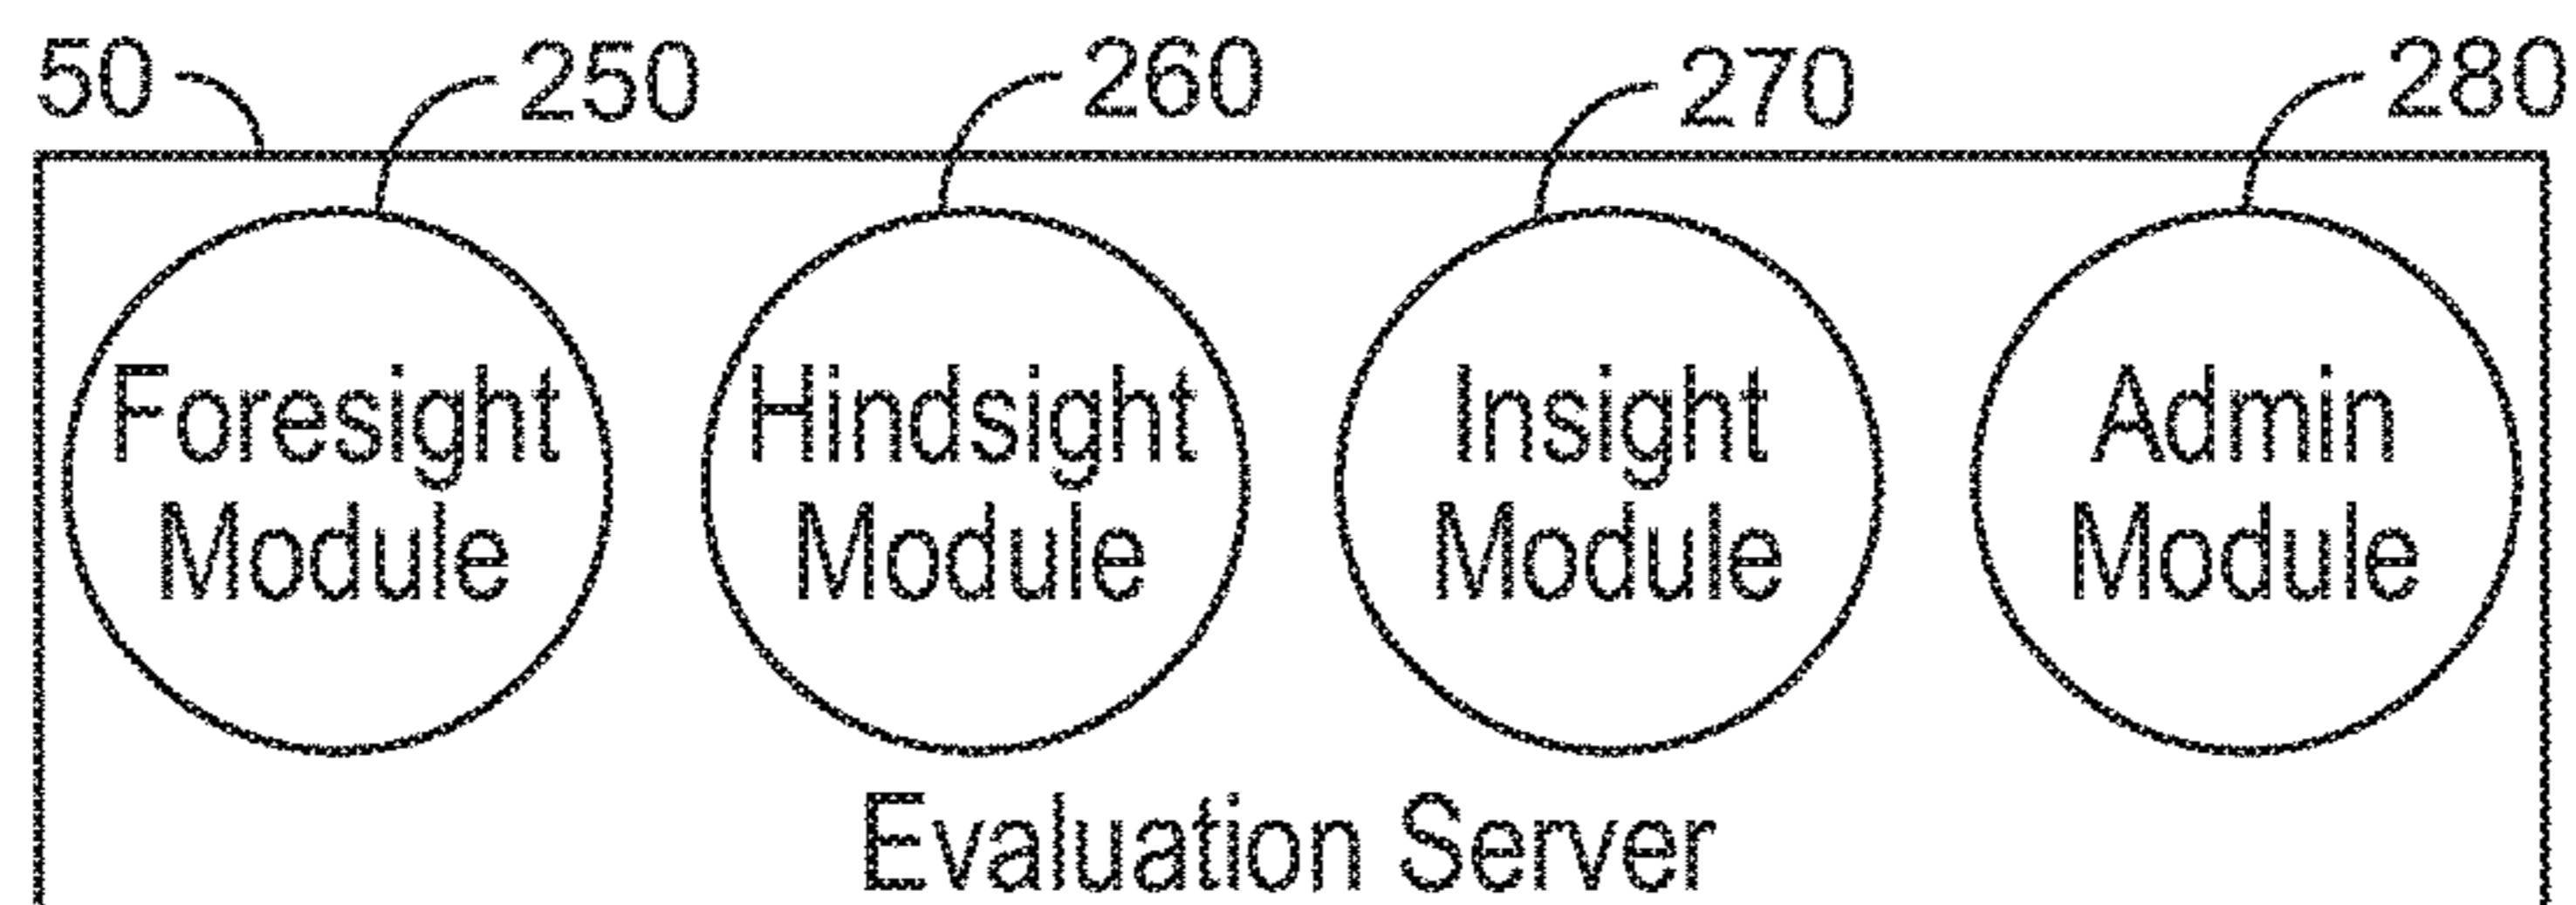 50 250 260 270 280
Foresight Module
Hindsight Module
Insight Module
Admin Module
Evaluation Server